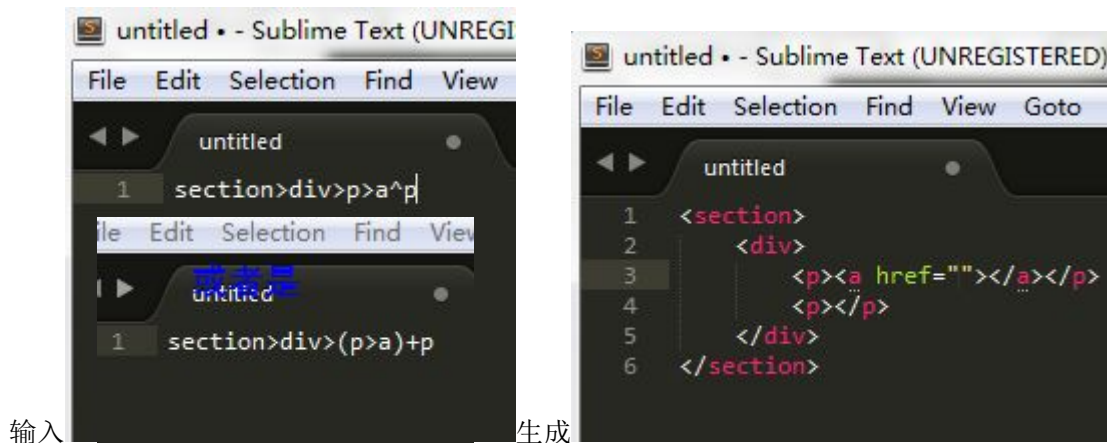 untitled • - Sublime Text (UNREGIS
File Edit Selection Find View
untitled
1 section>div>p>a^p
ile Edit Selection Find View
或者是
untitled
1 section>div>(p>a)+p
输入
生成
untitled • - Sublime Text (UNREGISTERED)
File Edit Selection Find View Goto
untitled
1 <section>
2 <div>
3 <p><a href=""></a></p>
4 <p></p>
5 </div>
6 </section>